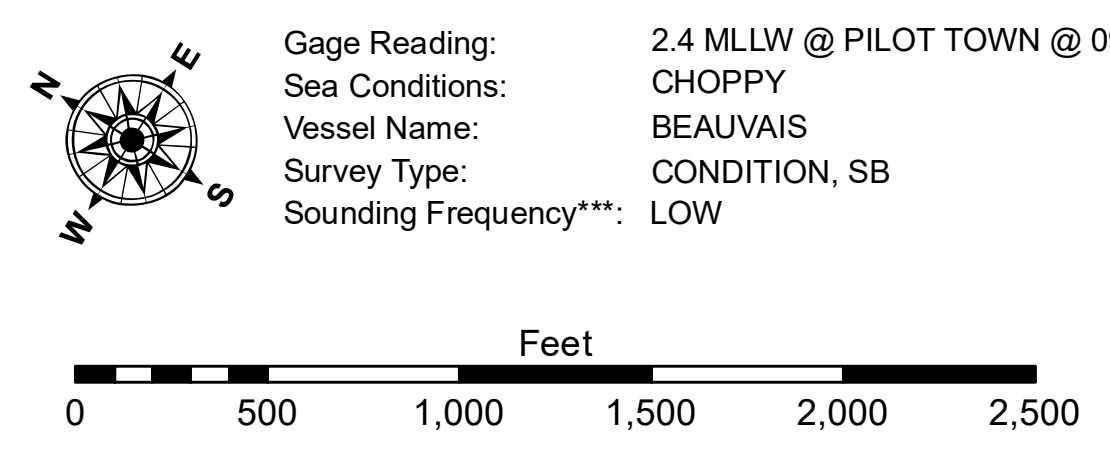 N
E
S
W
Gage Reading: 2.4 MLLW @ PILOT TOWN @
Sea Conditions: CHOPPY
Vessel Name: BEAUVAIS
Survey Type: CONDITION, SB
Sounding Frequency***: LOW
Feet
0 500 1,000 1,500 2,000 2,500